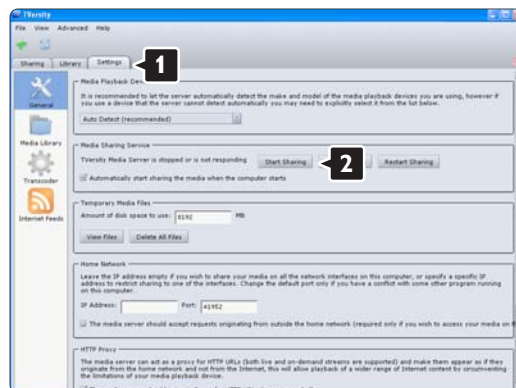 TVersity
File View Advanced Help
Sharing Library Settings
1
Media Playback
It is recommended to let the server automatically detect the make and model of the media playback devices you are using, however if
you use a device that the server cannot detect automatically you may need to explicitly select it from the list below.
General
Auto Detect (recommended)
Media Library
Media Sharing Service
TVersity Media Server is stopped or is not responding Start Sharing 2 Restart Sharing
Automatically start sharing the media when the computer starts
Transcoder
Temporary Media Files
Amount of disk space to use: 8192 MB
Internet Feeds
View Files Delete All Files
Home Network
Leave the IP address empty if you wish to share your media on all the network interfaces on this computer, or specify a specific IP
address to restrict sharing to one of the interfaces. Change the default port only if you have a conflict with some other program running
on this computer.
IP Address: Port: 41952
The media server should accept requests originating from outside the home network (required only if you wish to access your media on
HTTP Proxy
The media server can act as a proxy for HTTP URLs (both live and on-demand streams are supported) and make them appear as if they
originate from the home network and not from the Internet, this will allow playback of a wider range of Internet content by circumventing
the limitations of your media playback device.